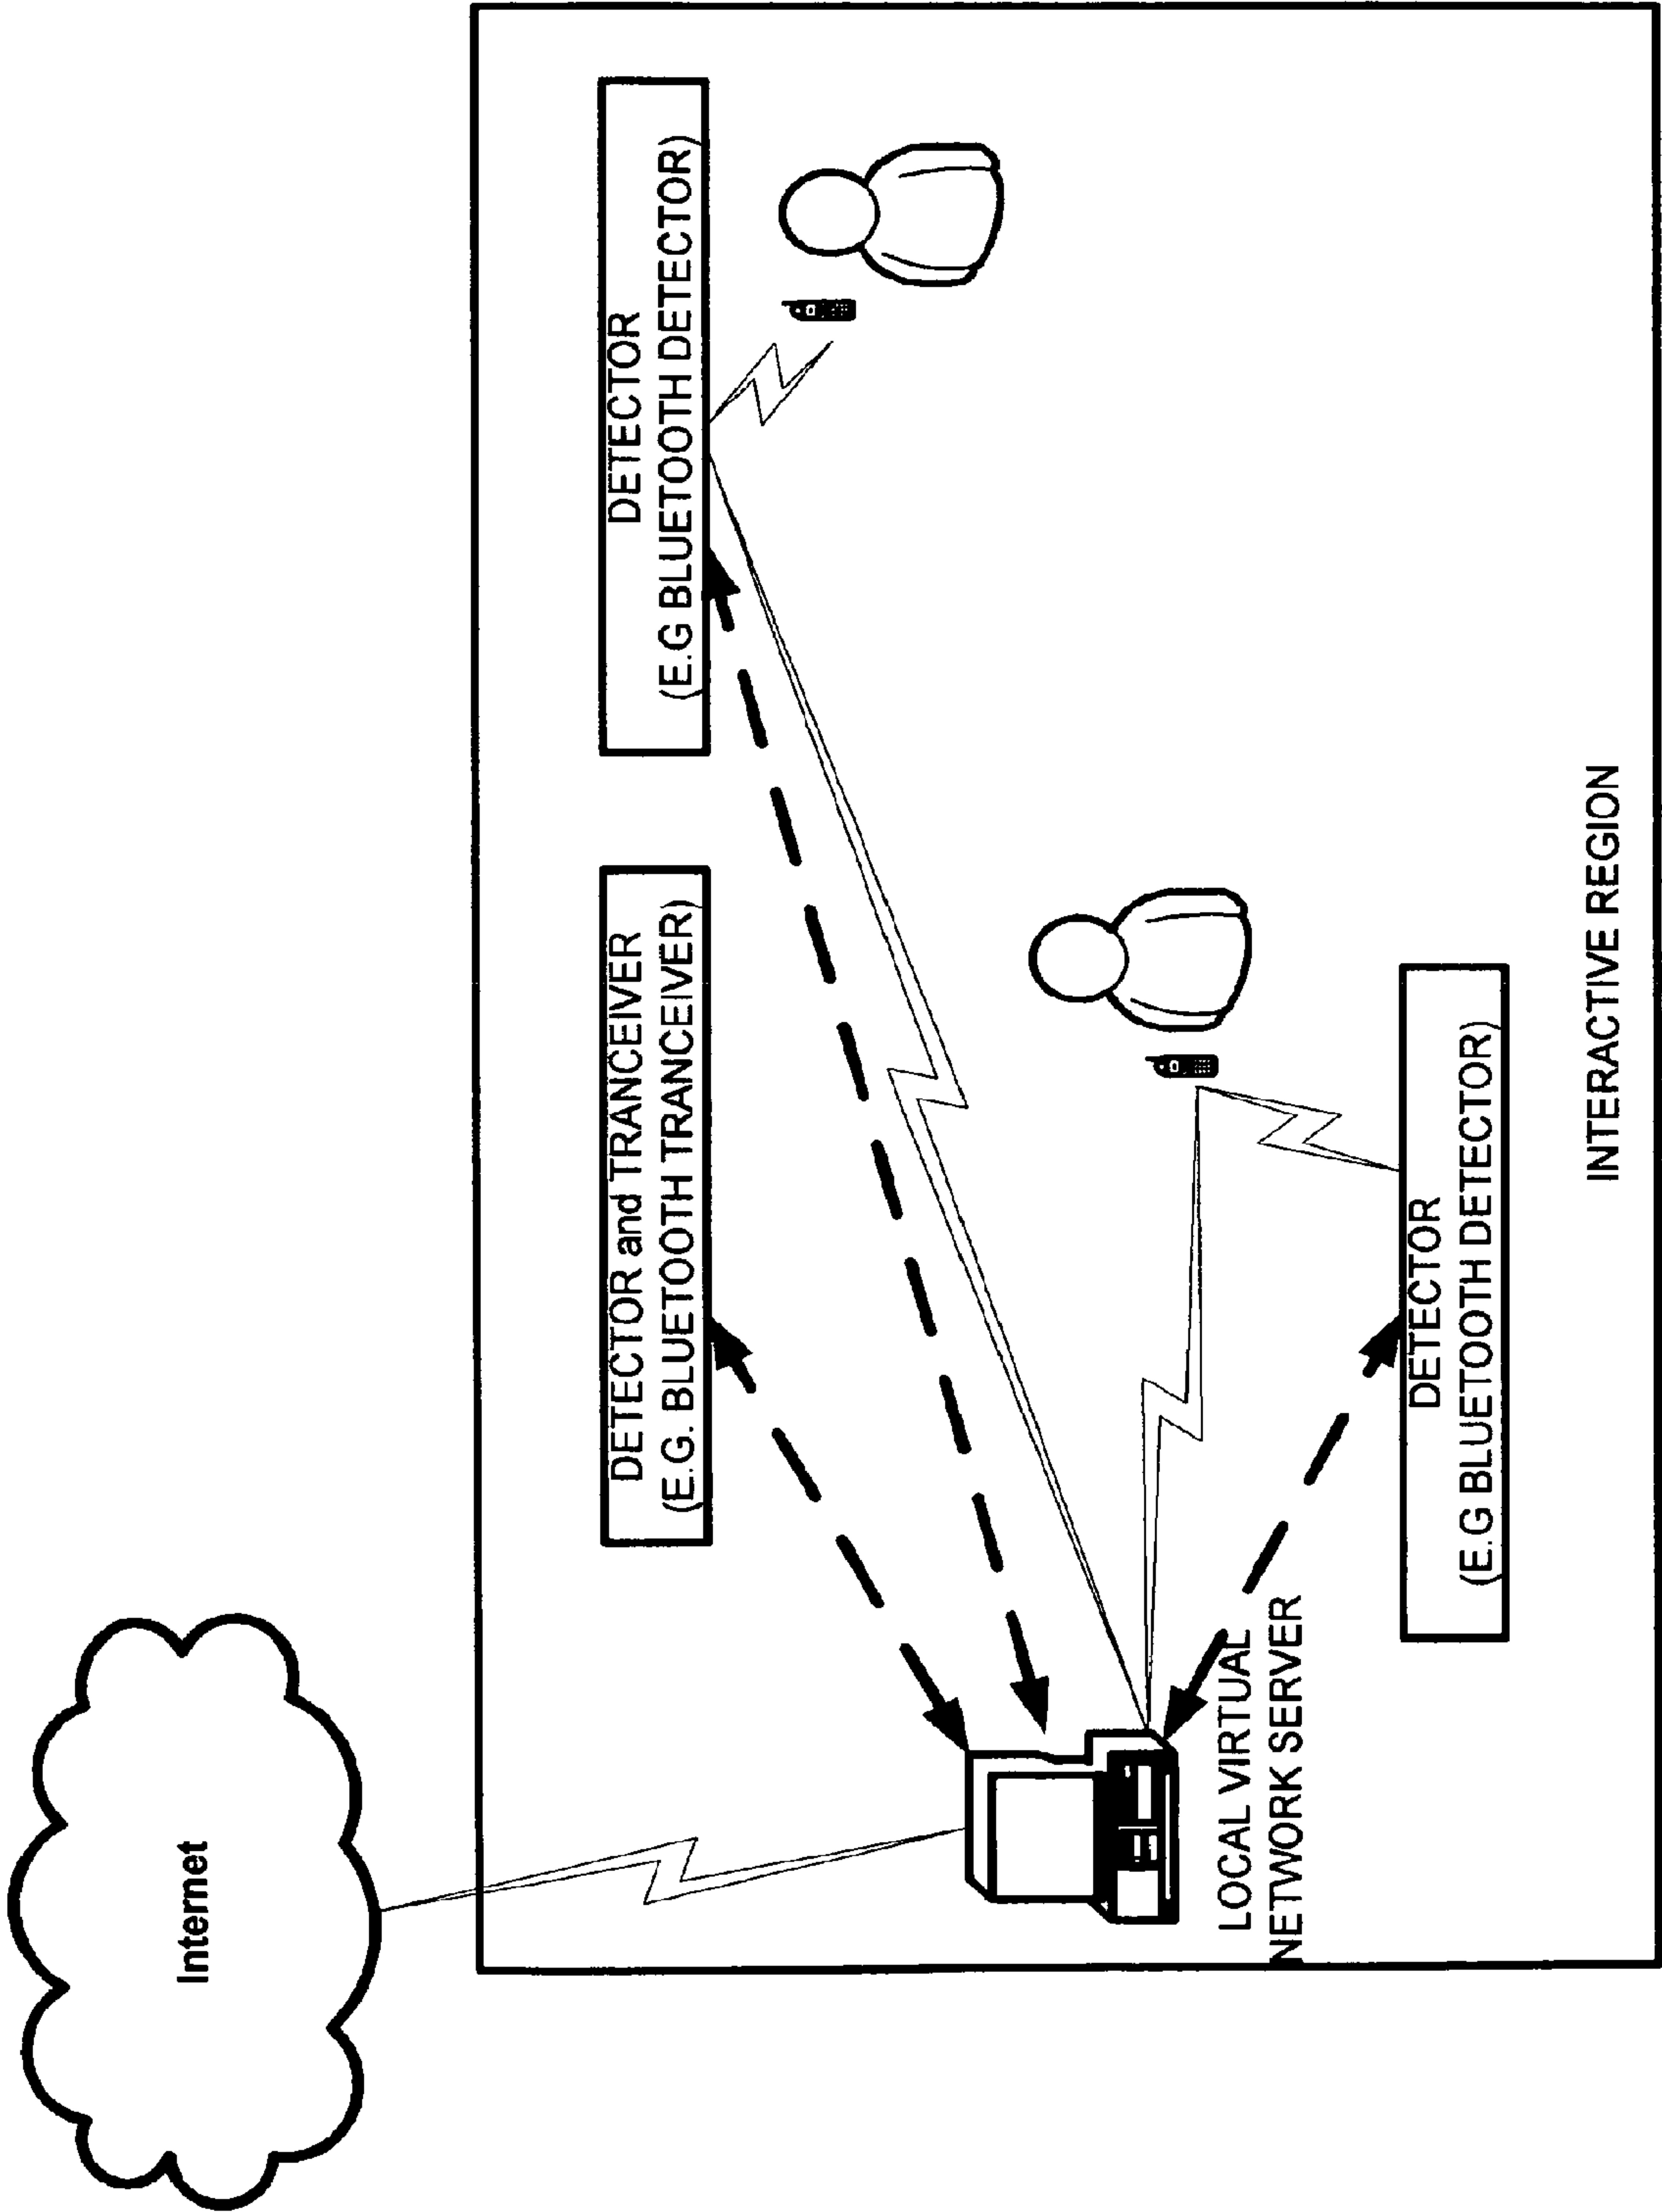 Internet
DETECTOR and TRANCEIVER
(E.G. BLUETOOTH TRANCEIVER)
DETECTOR
(E.G BLUETOOTH DETECTOR)
LOCAL VIRTUAL
NETWORK SERVER
DETECTOR
(E.G BLUETOOTH DETECTOR)
INTERACTIVE REGION